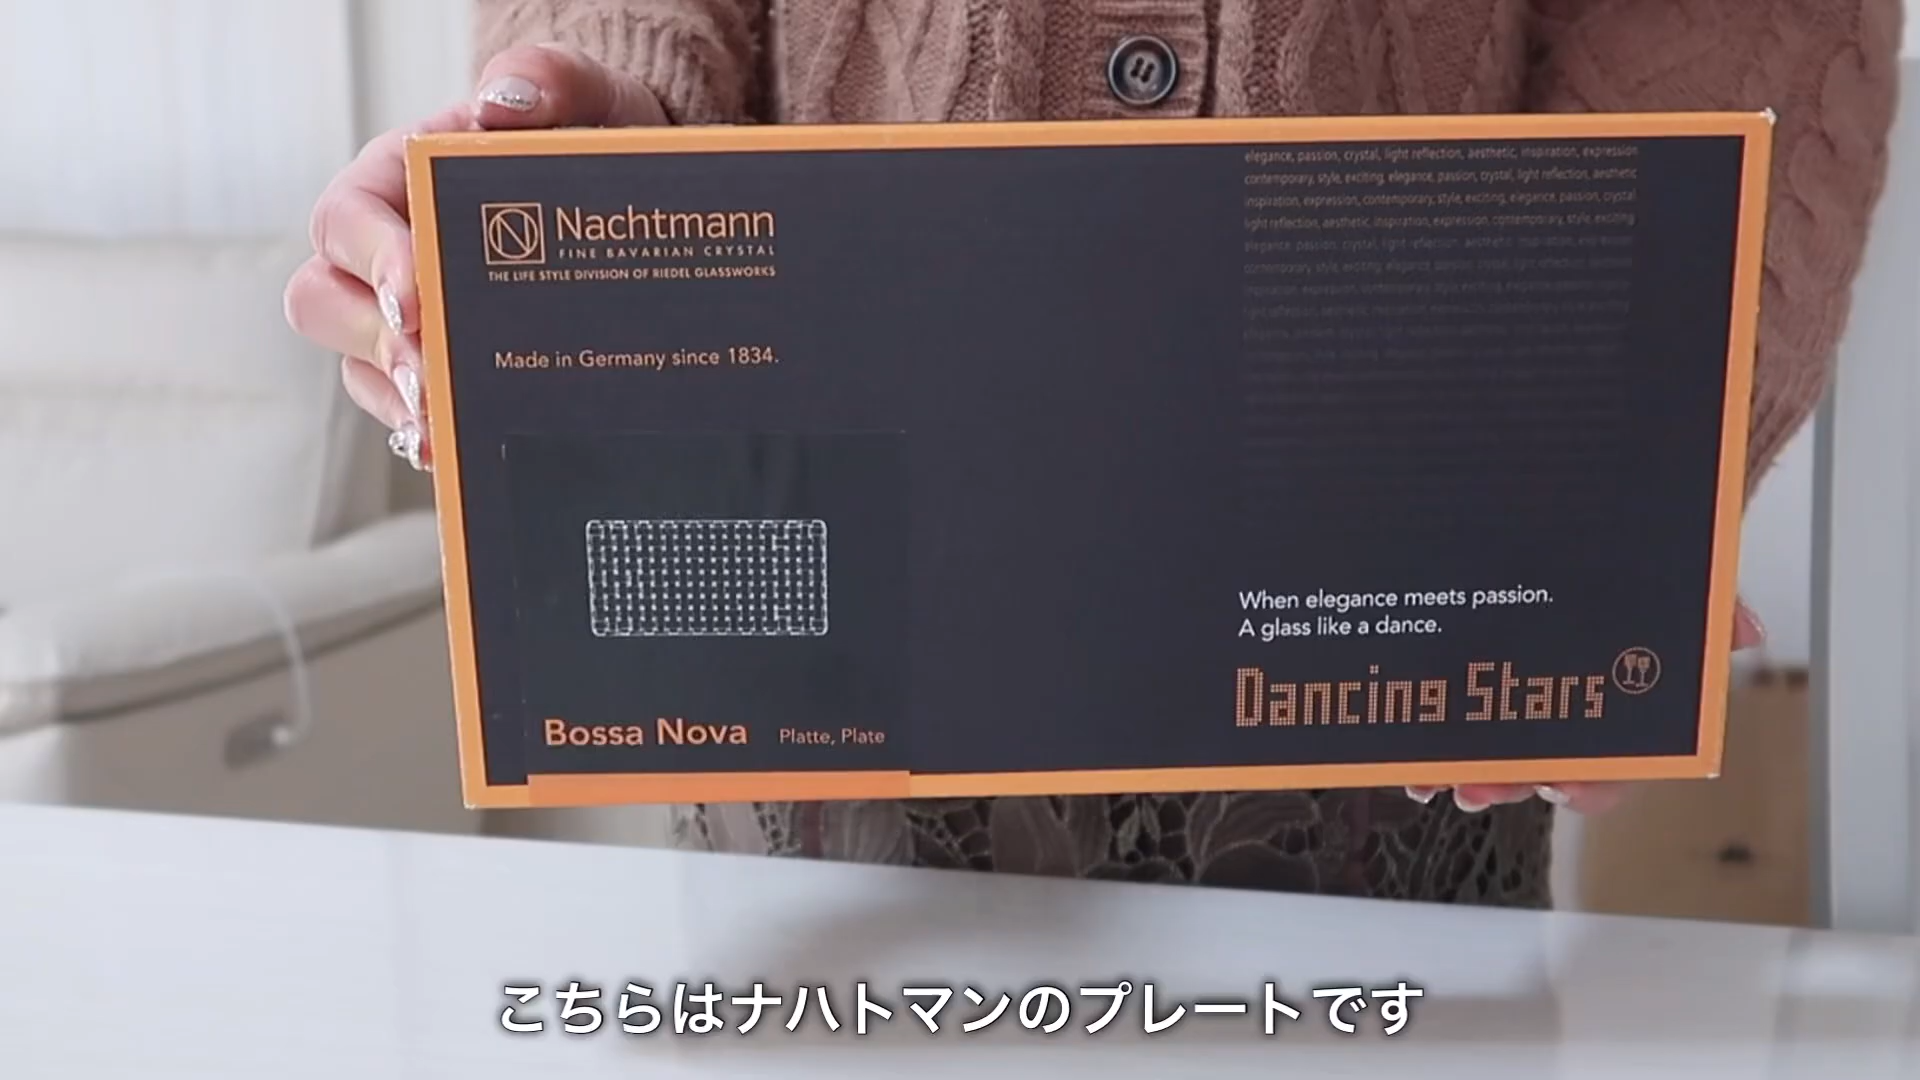 Nachtmann
FINE BAVARIAN CRYSTAL
THE LIFE STYLE DIVISION OF RIEDEL GLASSWORKS
Made in Germany since 1834.
Bossa Nova Platte, Plate
elegance, passion, crystal, light reflection, aesthetic, inspiration, expression
contemporary, style, exciting, elegance, passion, crystal, light reflection, aesthetic
inspiration, expression, contemporary, style, exciting, elegance, passion, crystal
light reflection, aesthetic, inspiration, expression, contemporary, style, exciting
When elegance meets passion.
A glass like a dance.
Dancing Stars
こちらはナハトマンのプレートです